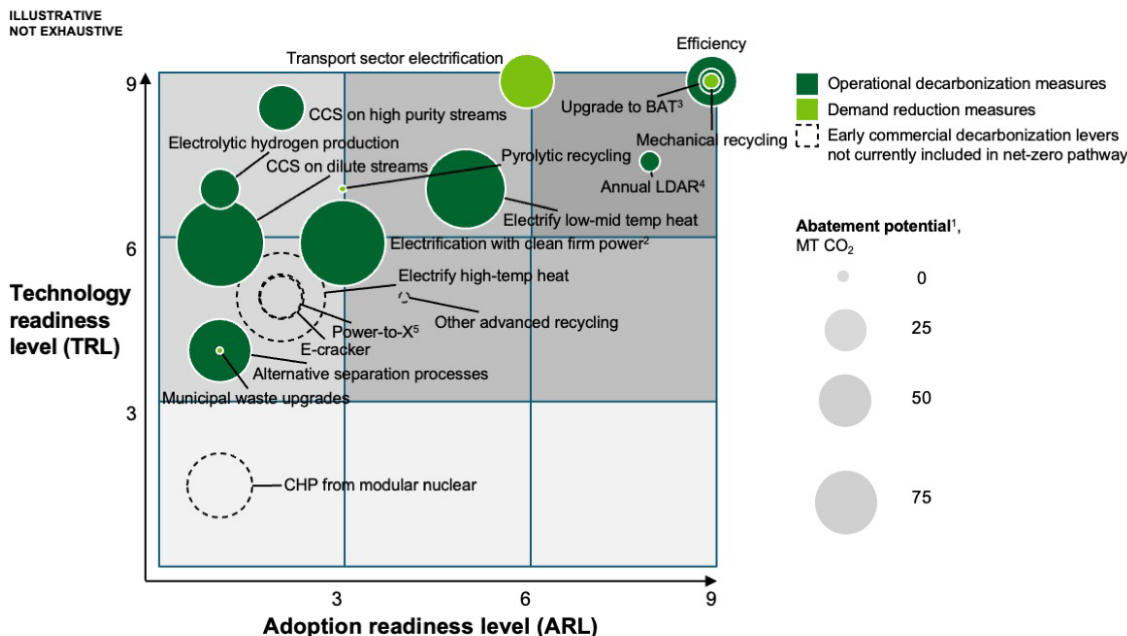 ILLUSTRATIVE
NOT EXHAUSTIVE
Efficiency
Transport sector electrification
9
Upgrade to BAT³
CCS on high purity streams
Mechanical recycling
Electrolytic hydrogen production
Pyrolytic recycling
CCS on dilute streams
Annual LDAR⁴
Electrify low-mid temp heat
6
Electrification with clean firm power²
Electrify high-temp heat
Technology
readiness
level (TRL)
Other advanced recycling
Power-to-X⁵
E-cracker
Alternative separation processes
Municipal waste upgrades
3
CHP from modular nuclear
3
6
9
Adoption readiness level (ARL)
Operational decarbonization measures
Demand reduction measures
Early commercial decarbonization levers
not currently included in net-zero pathway
Abatement potential¹,
MT CO₂
0
25
50
75